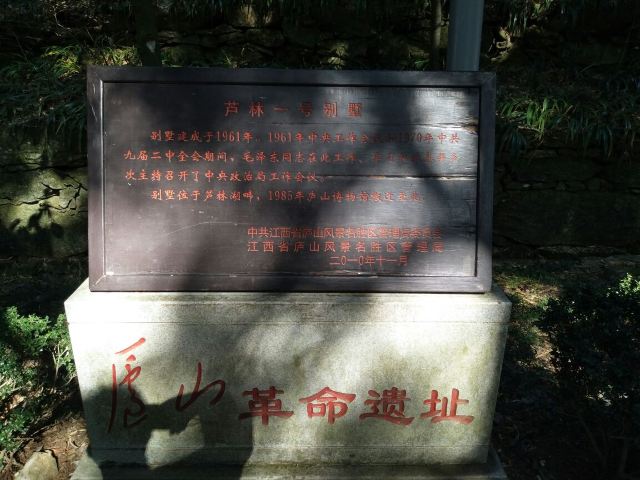 芦林一号别墅
别墅建成于1961年。1961年中央工作会议 1970年中共
九届二中全会期间，毛泽东同志在此工作、
次主持召开了中央政治局工作会议。
别墅位于芦林湖畔，1985年庐山博物馆
中共江西省庐山风景名胜区管理局委员会
江西省庐山风景名胜区管理局
二〇一〇年十一月
庐山革命遗址